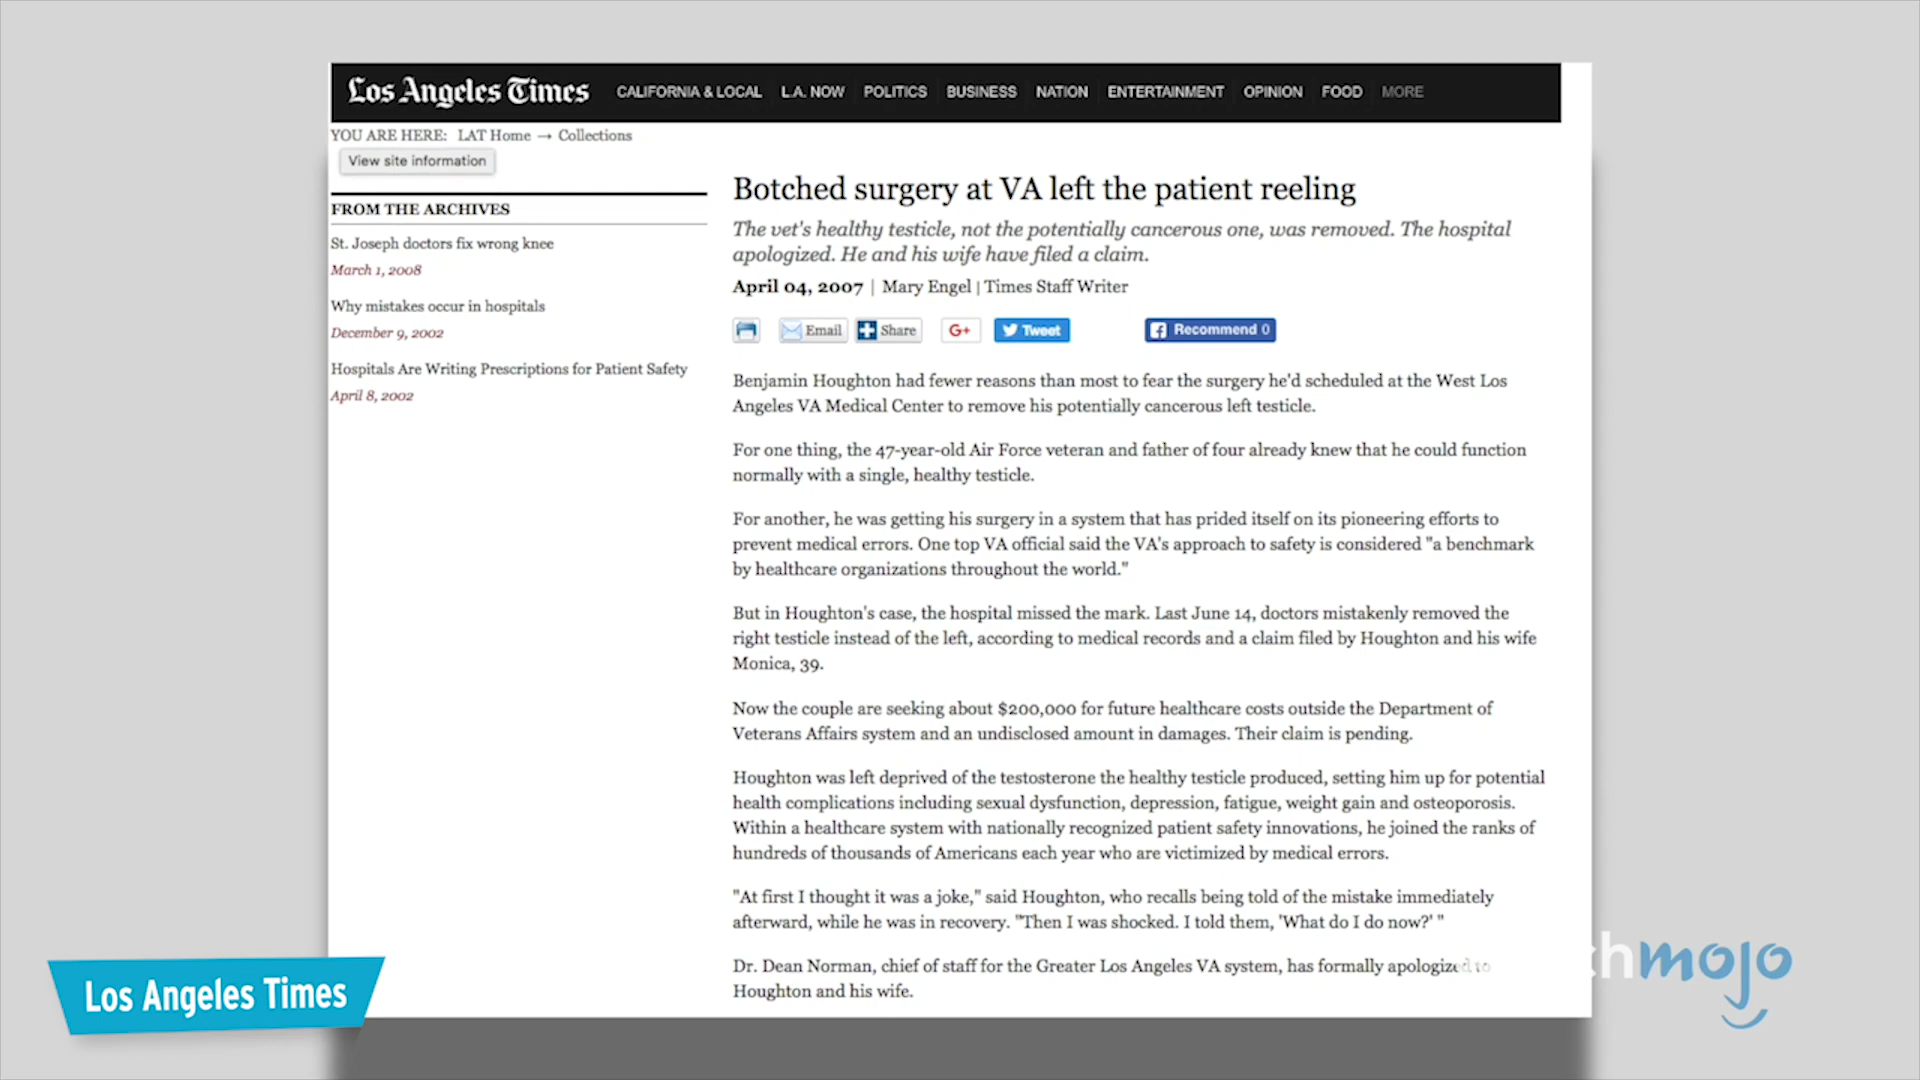 Los Angeles Times CALIFORNIA & LOCAL L.A. NOW POLITICS BUSINESS NATION ENTERTAINMENT OPINION FOOD MORE
YOU ARE HERE: LAT Home → Collections
View site information
FROM THE ARCHIVES
St. Joseph doctors fix wrong knee
March 1, 2008
Why mistakes occur in hospitals
December 9, 2002
Hospitals Are Writing Prescriptions for Patient Safety
April 8, 2002
Botched surgery at VA left the patient reeling
The vet's healthy testicle, not the potentially cancerous one, was removed. The hospital
apologized. He and his wife have filed a claim.
April 04, 2007 | Mary Engel | Times Staff Writer
Email Share G+ Tweet Recommend 0
Benjamin Houghton had fewer reasons than most to fear the surgery he'd scheduled at the West Los
Angeles VA Medical Center to remove his potentially cancerous left testicle.
For one thing, the 47-year-old Air Force veteran and father of four already knew that he could function
normally with a single, healthy testicle.
For another, he was getting his surgery in a system that has prided itself on its pioneering efforts to
prevent medical errors. One top VA official said the VA's approach to safety is considered "a benchmark
by healthcare organizations throughout the world."
But in Houghton's case, the hospital missed the mark. Last June 14, doctors mistakenly removed the
right testicle instead of the left, according to medical records and a claim filed by Houghton and his wife
Monica, 39.
Now the couple are seeking about $200,000 for future healthcare costs outside the Department of
Veterans Affairs system and an undisclosed amount in damages. Their claim is pending.
Houghton was left deprived of the testosterone the healthy testicle produced, setting him up for potential
health complications including sexual dysfunction, depression, fatigue, weight gain and osteoporosis.
Within a healthcare system with nationally recognized patient safety innovations, he joined the ranks of
hundreds of thousands of Americans each year who are victimized by medical errors.
"At first I thought it was a joke," said Houghton, who recalls being told of the mistake immediately
afterward, while he was in recovery. "Then I was shocked. I told them, 'What do I do now?' "
Dr. Dean Norman, chief of staff for the Greater Los Angeles VA system, has formally apologized to
Houghton and his wife.
Los Angeles Times
chmojo